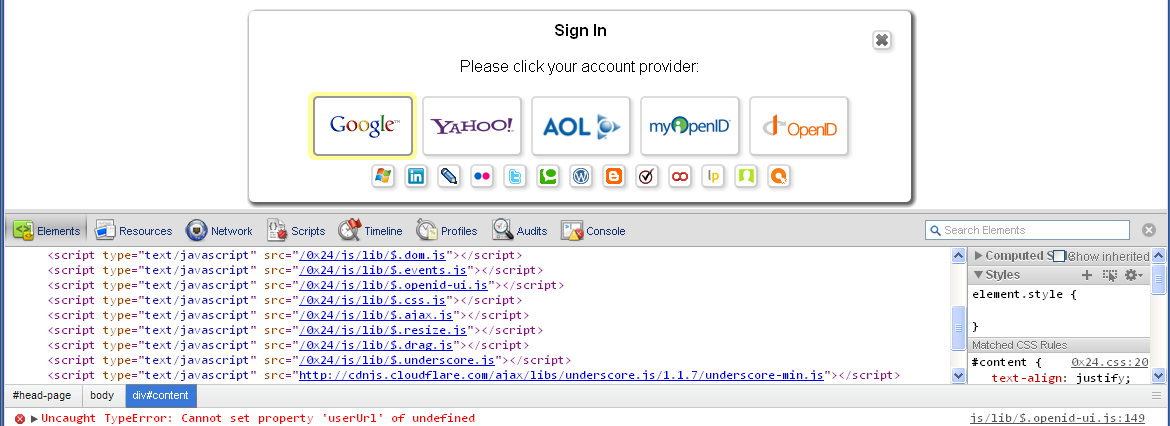 Sign In
Please click your account provider:
Google™ YAHOO! AOL myOpenID OpenID
in t lp
Elements Resources Network Scripts Timeline Profiles Audits Console Search Elements
<script type="text/javascript" src="/0x24/js/lib/$.dom.js"></script>
<script type="text/javascript" src="/0x24/js/lib/$.events.js"></script>
<script type="text/javascript" src="/0x24/js/lib/$.openid-ui.js"></script>
<script type="text/javascript" src="/0x24/js/lib/$.css.js"></script>
<script type="text/javascript" src="/0x24/js/lib/$.ajax.js"></script>
<script type="text/javascript" src="/0x24/js/lib/$.resize.js"></script>
<script type="text/javascript" src="/0x24/js/lib/$.drag.js"></script>
<script type="text/javascript" src="/0x24/js/lib/$.underscore.js"></script>
<script type="text/javascript" src="http://cdnjs.cloudflare.com/ajax/libs/underscore.js/1.1.7/underscore-min.js"></script>
Computed S Show inherited
Styles
element.style {
}
Matched CSS Rules
#content { 0x24.css:20
text-align: justify;
#head-page body div#content
Uncaught TypeError: Cannot set property 'userUrl' of undefined js/lib/$.openid-ui.js:149